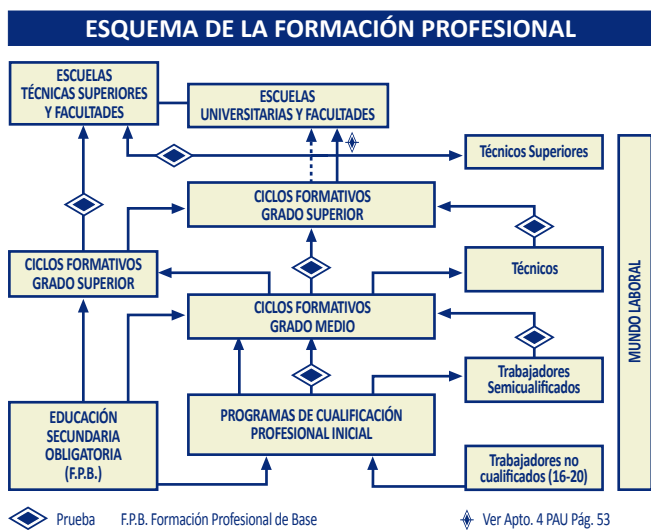 ESQUEMA DE LA FORMACIÓN PROFESIONAL
ESCUELAS
TÉCNICAS SUPERIORES
Y FACULTADES
ESCUELAS
UNIVERSITARIAS Y FACULTADES
Técnicos Superiores
CICLOS FORMATIVOS
GRADO SUPERIOR
CICLOS FORMATIVOS
GRADO SUPERIOR
Técnicos
CICLOS FORMATIVOS
GRADO MEDIO
MUNDO LABORAL
Trabajadores
Semicualificados
EDUCACIÓN
SECUNDARIA
OBLIGATORIA
(F.P.B.)
PROGRAMAS DE CUALIFICACIÓN
PROFESIONAL INICIAL
Trabajadores no
cualificados (16-20)
Prueba F.P.B. Formación Profesional de Base Ver Apto. 4 PAU Pág. 53